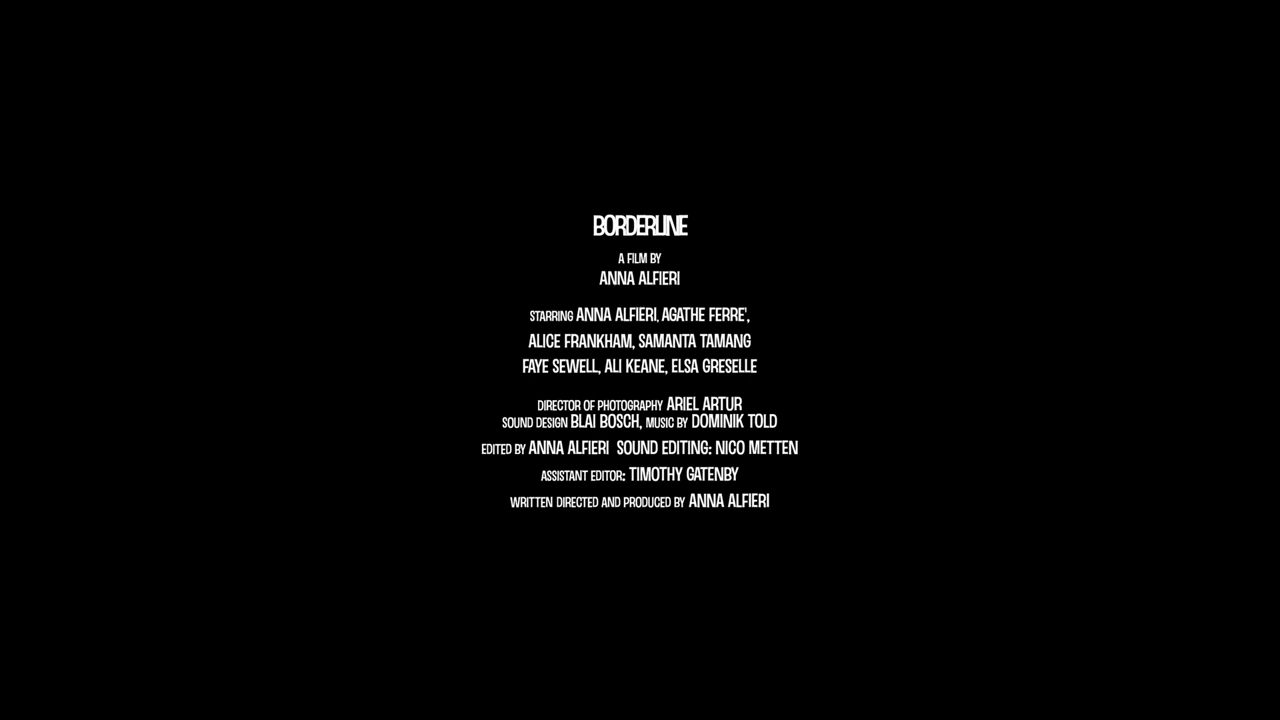 BORDERLINE
A FILM BY
ANNA ALFIERI
STARRING ANNA ALFIERI, AGATHE FERRE',
ALICE FRANKHAM, SAMANTA TAMANG
FAYE SEWELL, ALI KEANE, ELSA GRESELLE
DIRECTOR OF PHOTOGRAPHY ARIEL ARTUR
SOUND DESIGN BLAI BOSCH, MUSIC BY DOMINIK TOLD
EDITED BY ANNA ALFIERI SOUND EDITING: NICO METTEN
ASSISTANT EDITOR: TIMOTHY GATENBY
WRITTEN DIRECTED AND PRODUCED BY ANNA ALFIERI